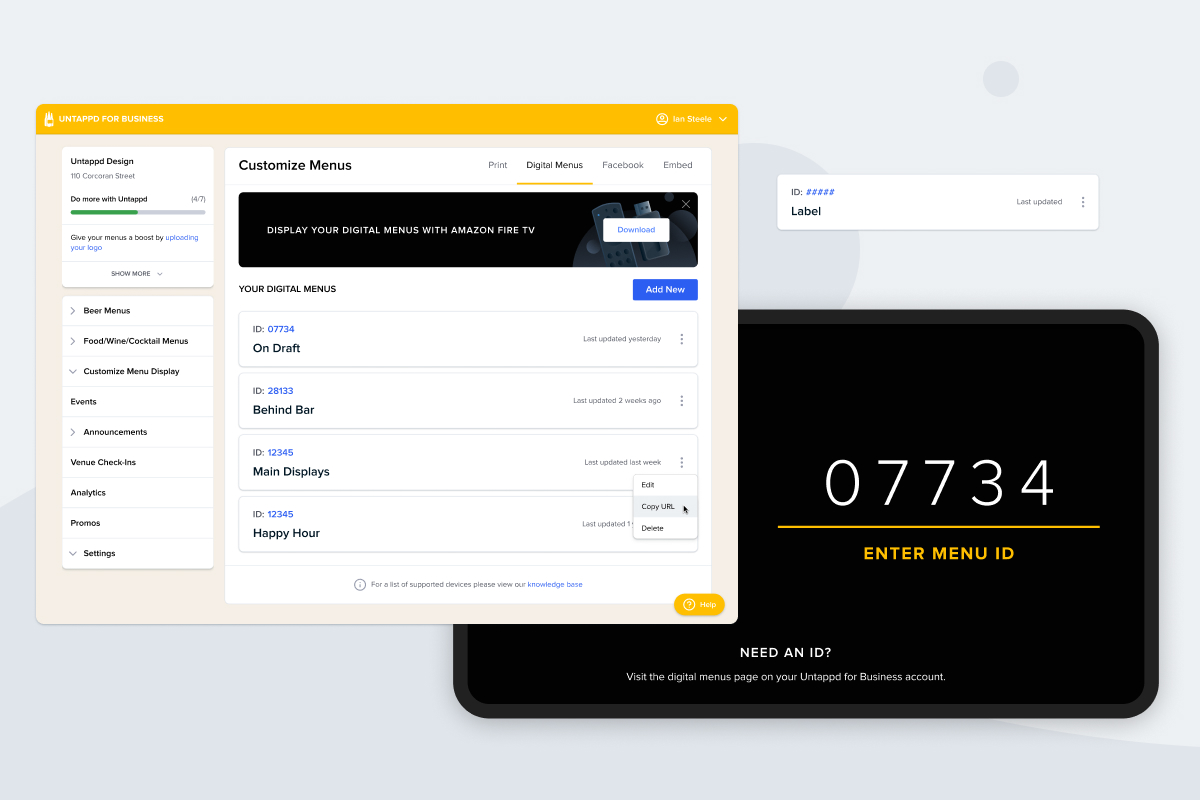 UNTAPPD FOR BUSINESS
Ian Steele
Untappd Design
110 Corcoran Street
Do more with Untappd (4/7)
Give your menus a boost by uploading
your logo
SHOW MORE
Beer Menus
Food/Wine/Cocktail Menus
Customize Menu Display
Events
Announcements
Venue Check-Ins
Analytics
Promos
Settings
Customize Menus
Print Digital Menus Facebook Embed
DISPLAY YOUR DIGITAL MENUS WITH AMAZON FIRE TV
Download
YOUR DIGITAL MENUS
Add New
ID: 07734
On Draft
Last updated yesterday
ID: 28133
Behind Bar
Last updated 2 weeks ago
ID: 12345
Main Displays
Last updated last week
Edit
Copy URL
Delete
ID: 12345
Happy Hour
Last updated 1
For a list of supported devices please view our knowledge base
Help
ID: #####
Label
Last updated
07734
ENTER MENU ID
NEED AN ID?
Visit the digital menus page on your Untappd for Business account.